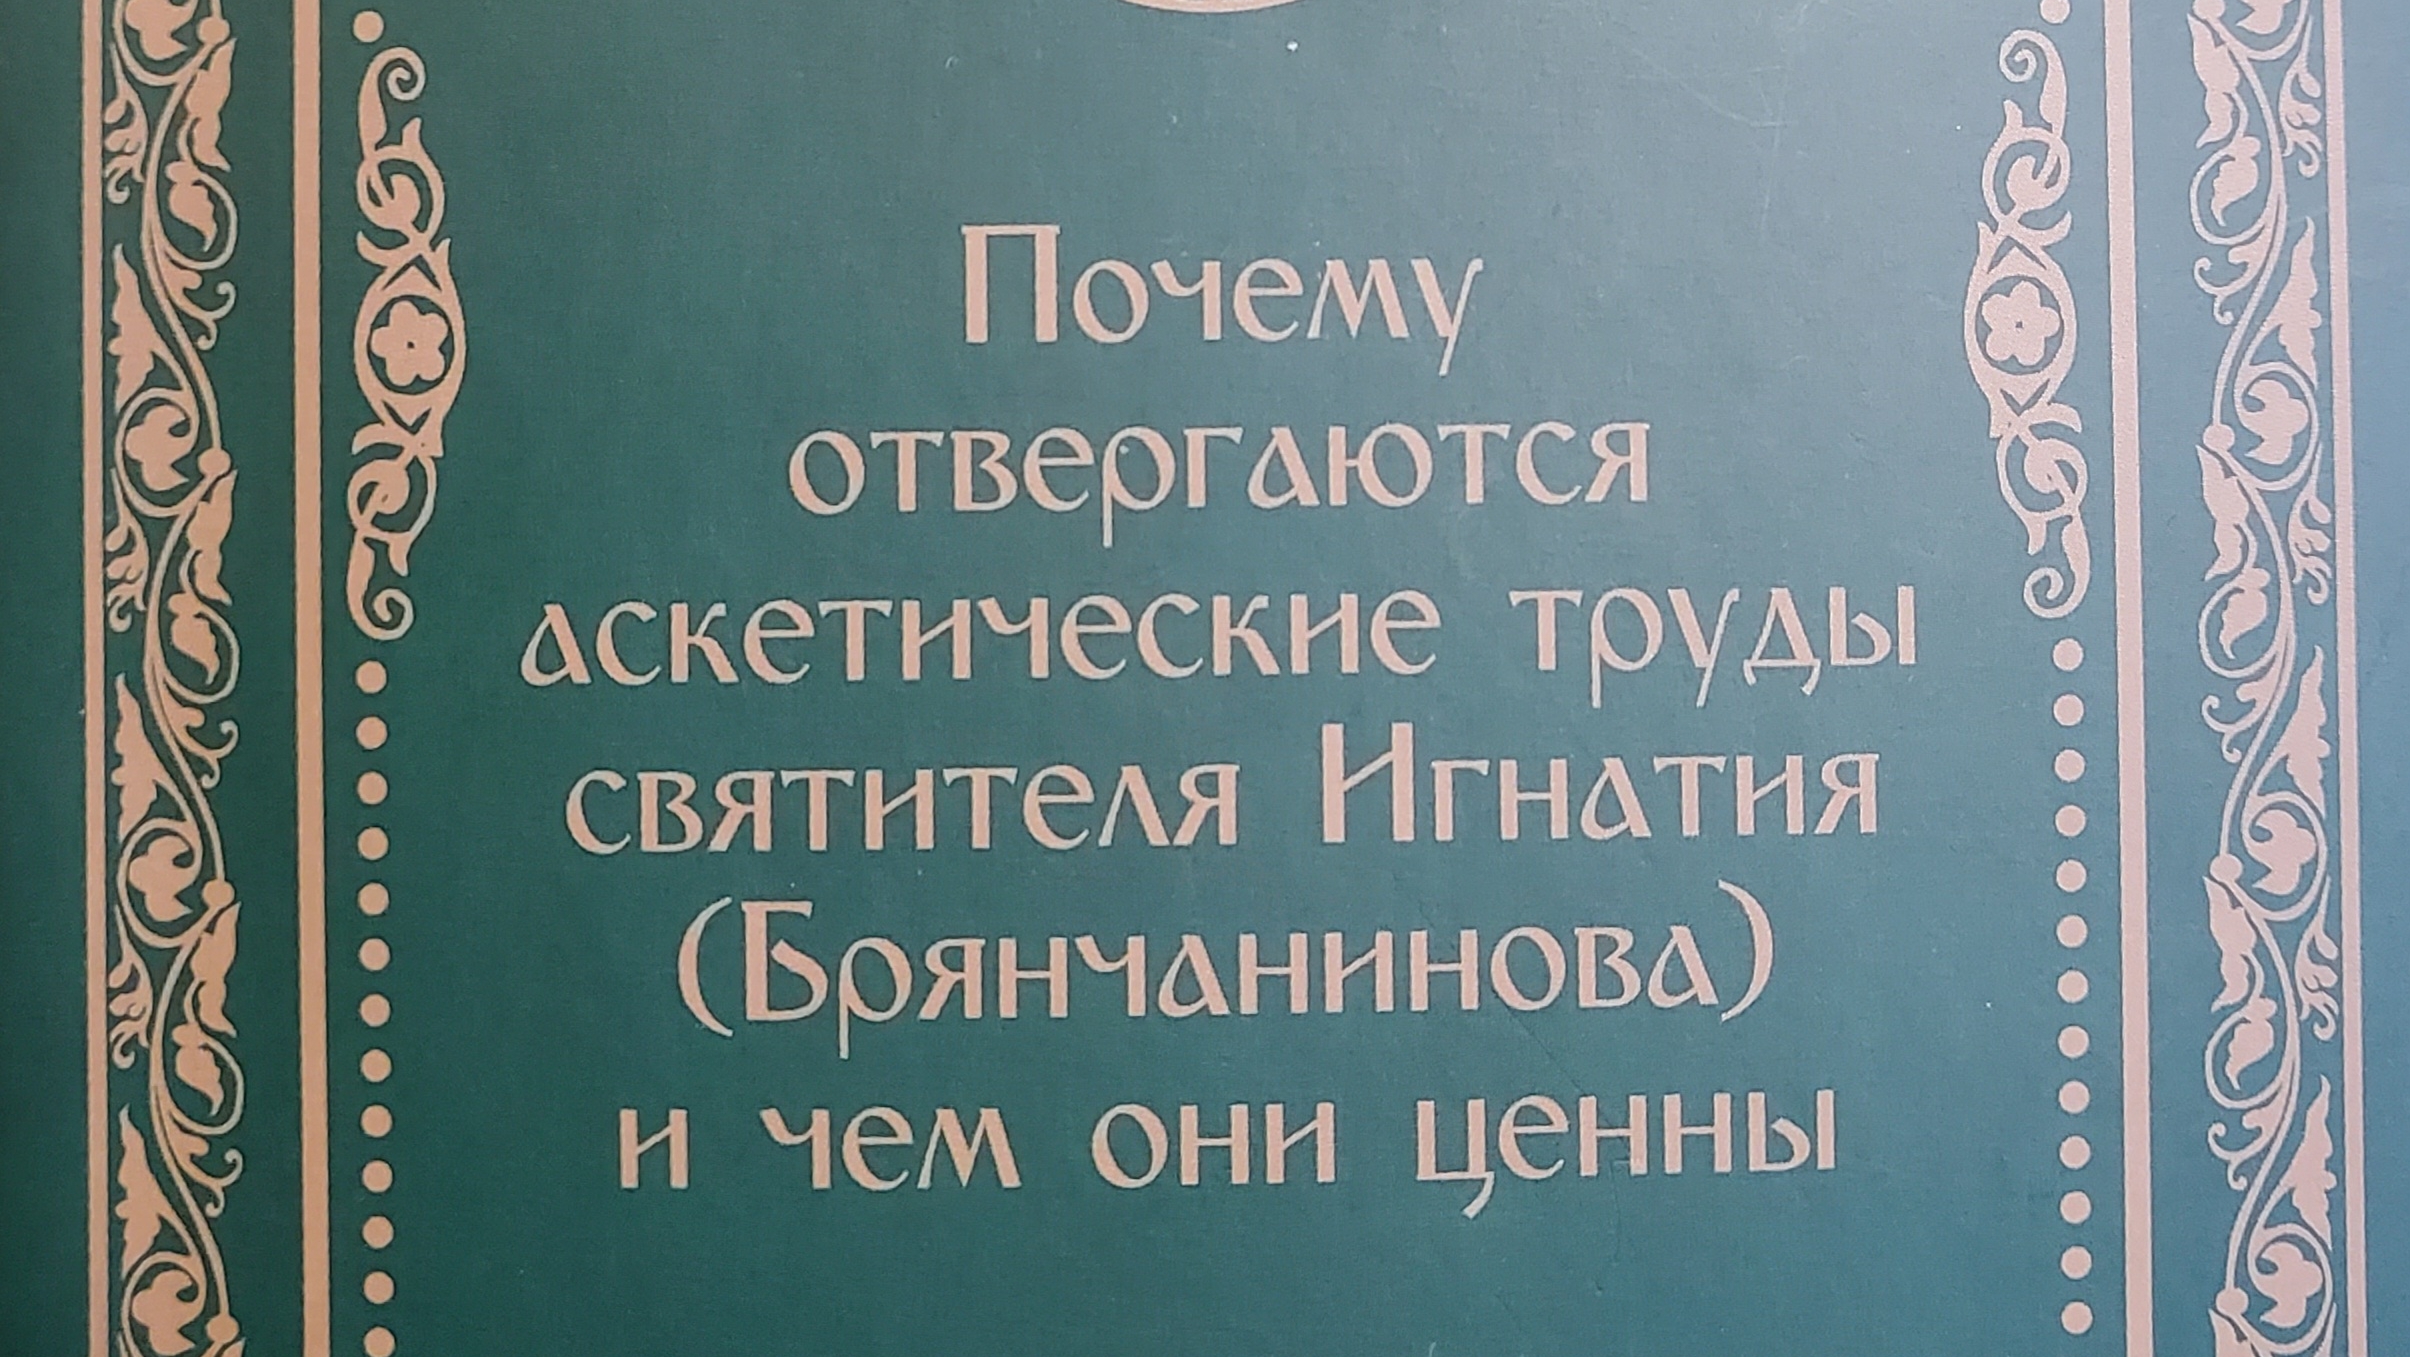 Почему
отвергаются
аскетические труды
святителя Игнатия
(Брянчанинова)
и чем они ценны